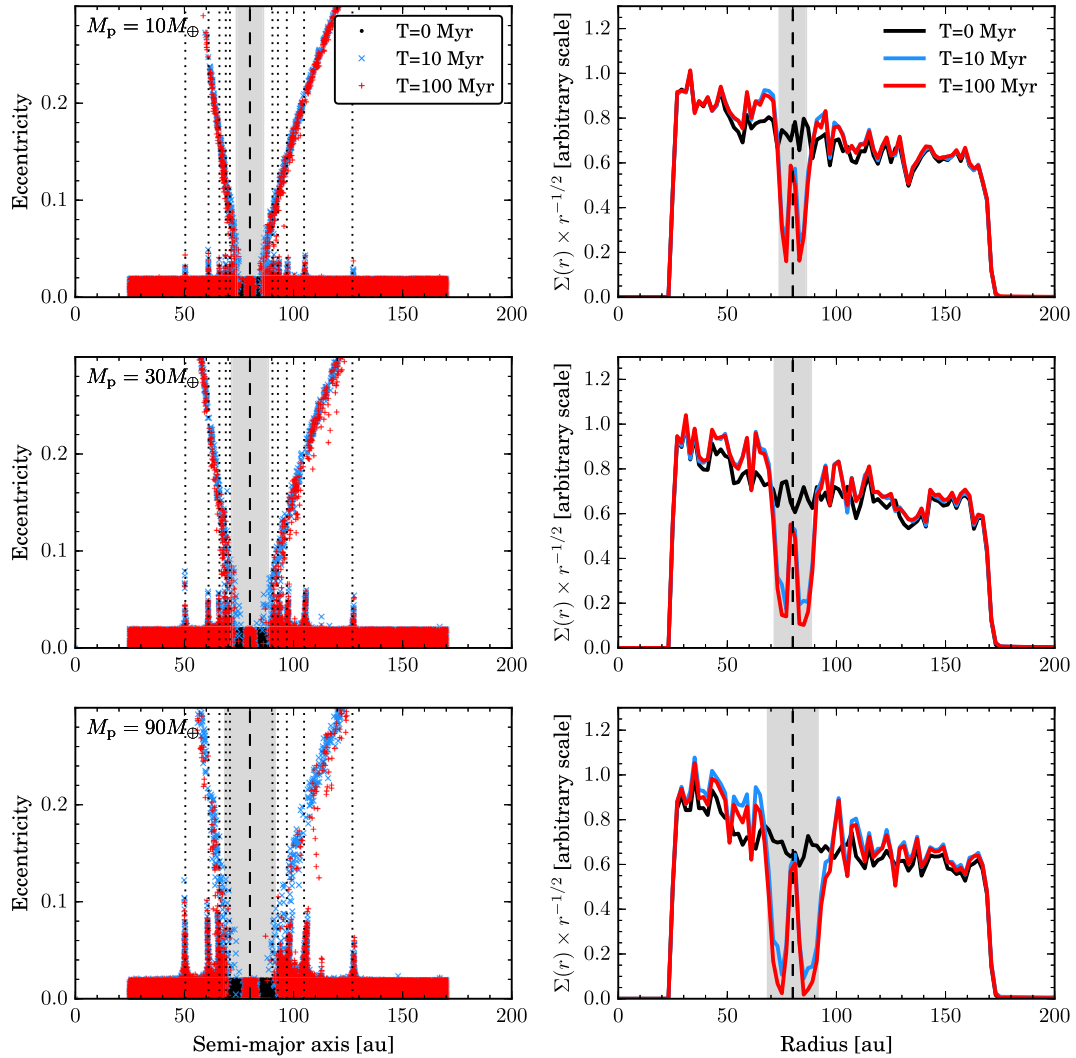 M_p = 10M_⊕
T=0 Myr
T=10 Myr
T=100 Myr
Eccentricity
0.0
0.1
0.2
0 50 100 150 200
Σ(r) × r^{-1/2} [arbitrary scale]
0.0
0.2
0.4
0.6
0.8
1.0
1.2
T=0 Myr
T=10 Myr
T=100 Myr
0 50 100 150 200
M_p = 30M_⊕
Eccentricity
0.0
0.1
0.2
0 50 100 150 200
Σ(r) × r^{-1/2} [arbitrary scale]
0.0
0.2
0.4
0.6
0.8
1.0
1.2
0 50 100 150 200
M_p = 90M_⊕
Eccentricity
0.0
0.1
0.2
0 50 100 150 200
Semi-major axis [au]
Σ(r) × r^{-1/2} [arbitrary scale]
0.0
0.2
0.4
0.6
0.8
1.0
1.2
0 50 100 150 200
Radius [au]